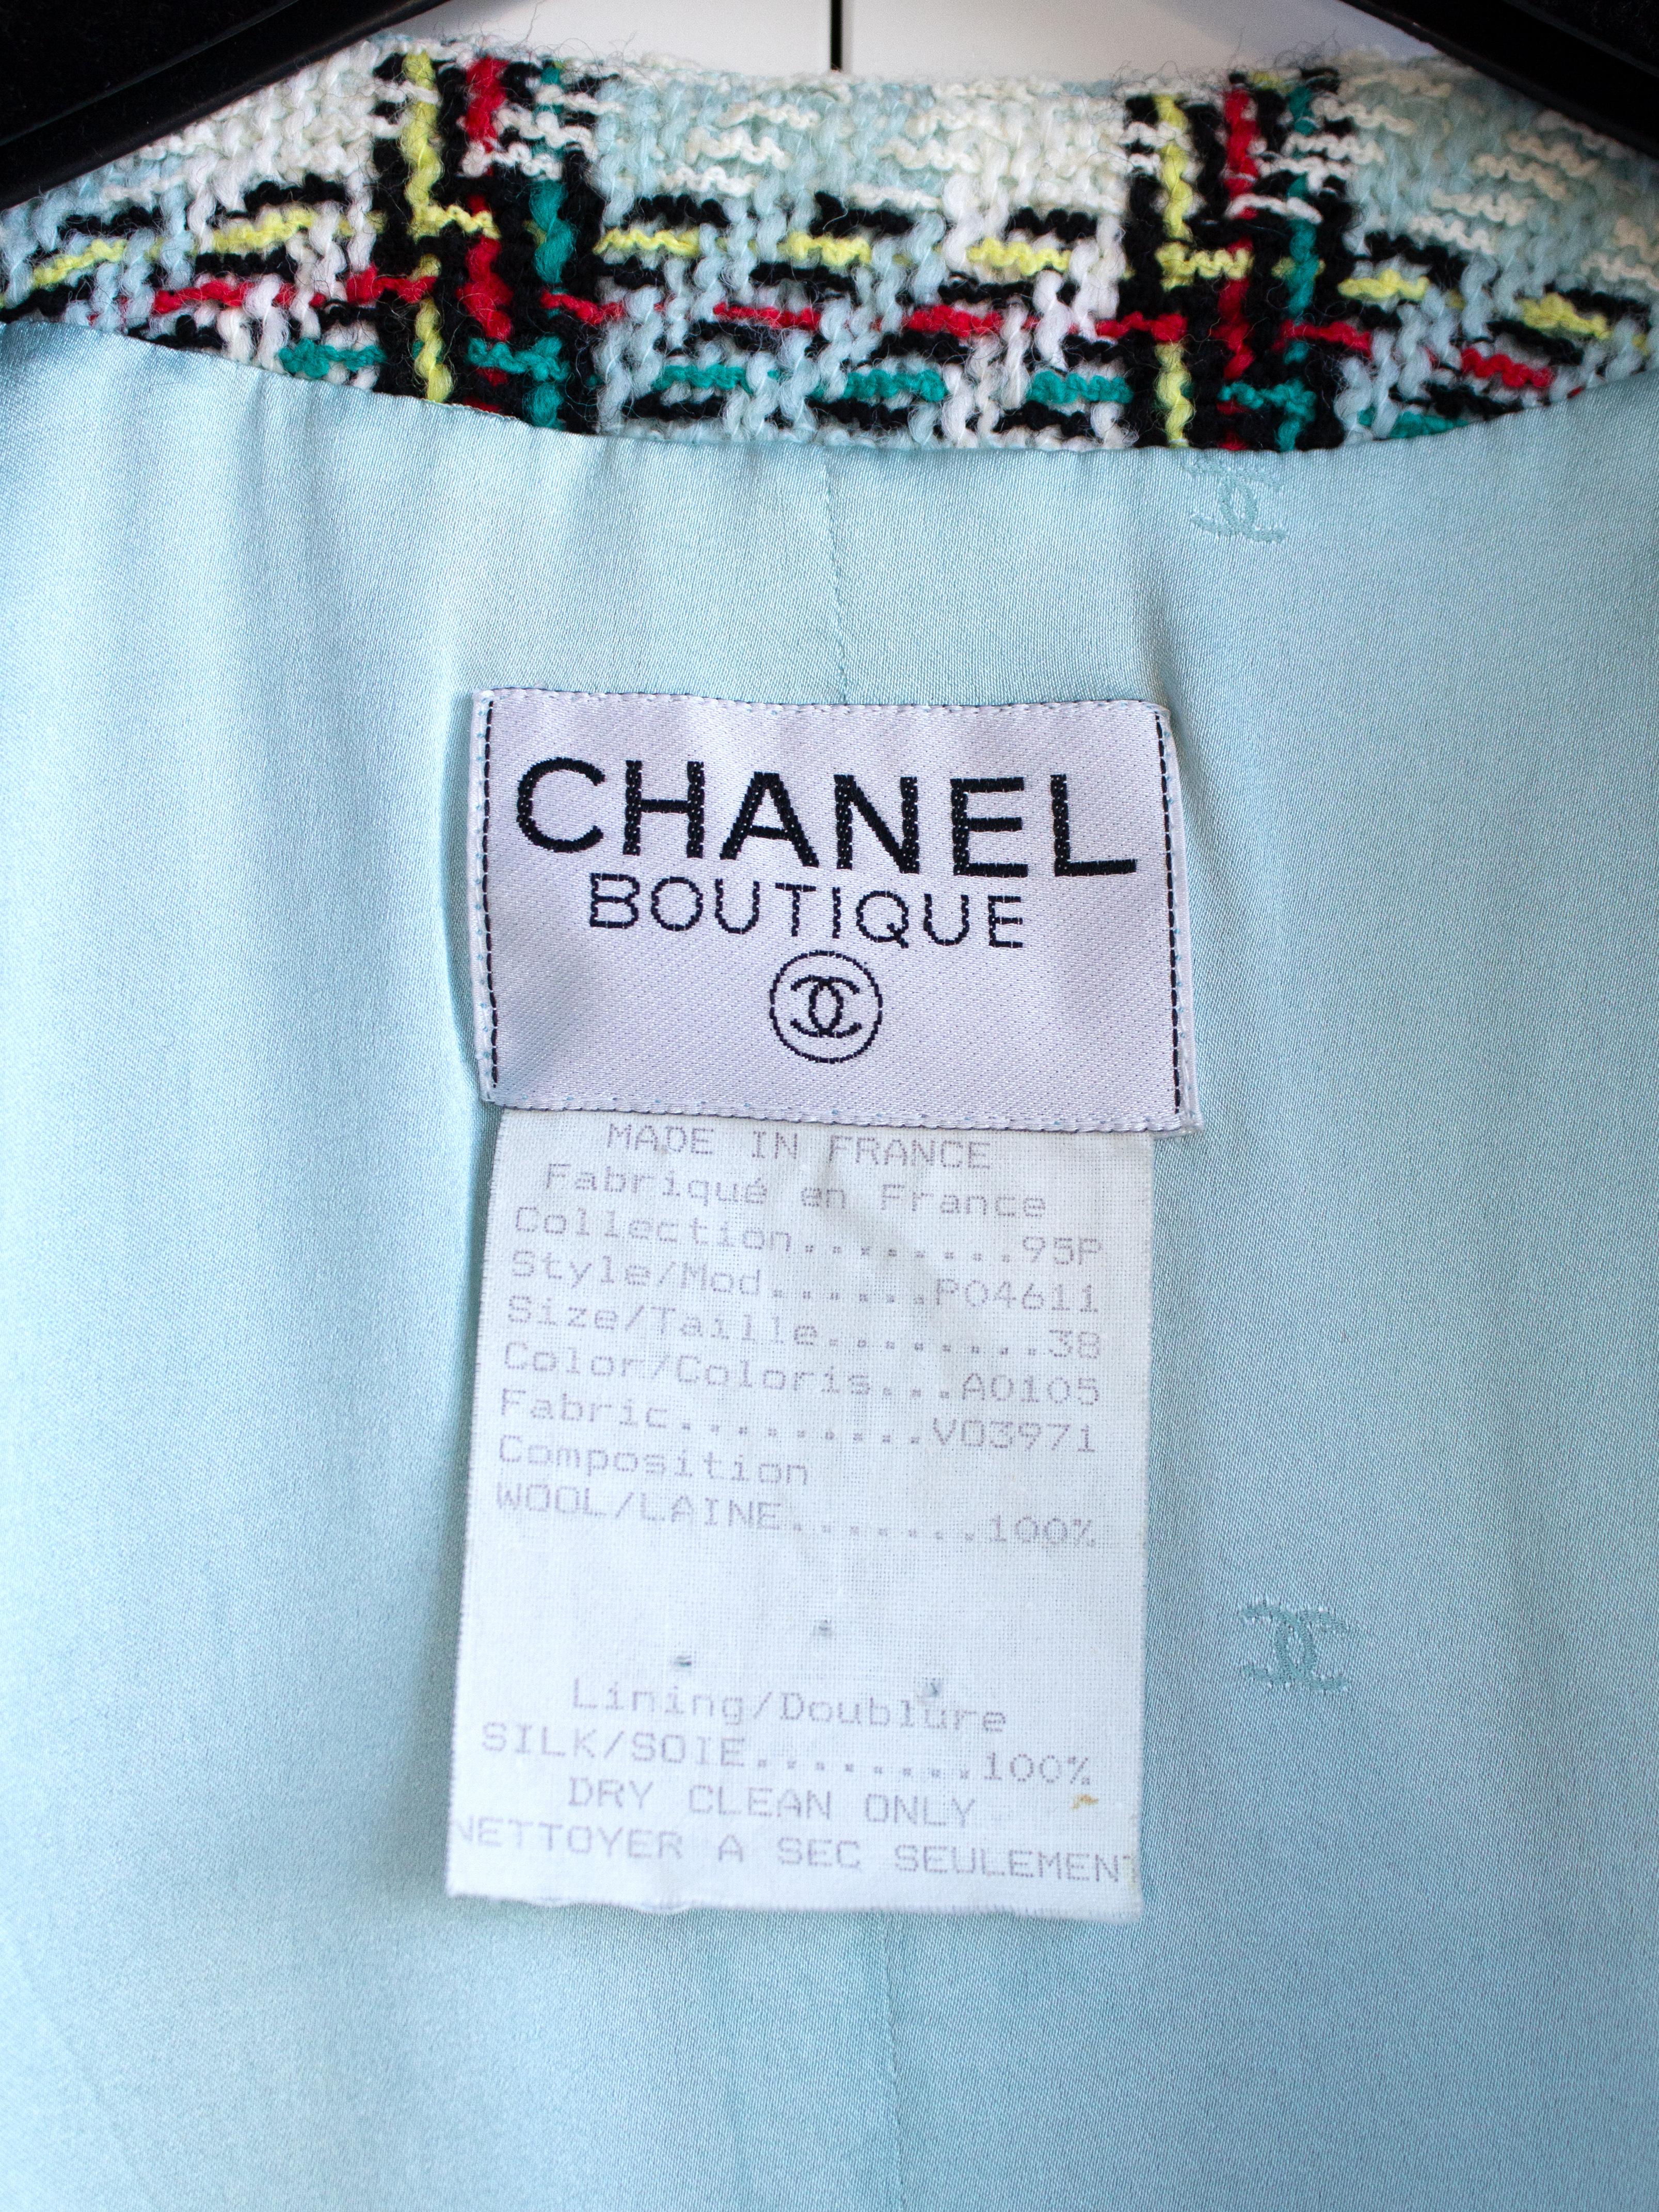 CHANEL
BOUTIQUE
MADE IN FRANCE
Fabriqué en France
Collection.........95P
Style/Mod.......P04611
Size/Taille.........38
Color/Coloris...A0105
Fabric..........V03971
Composition
WOOL/LAINE........100%
Lining/Doublure
SILK/SOIE.........100%
DRY CLEAN ONLY
NETTOYER A SEC SEULEMENT